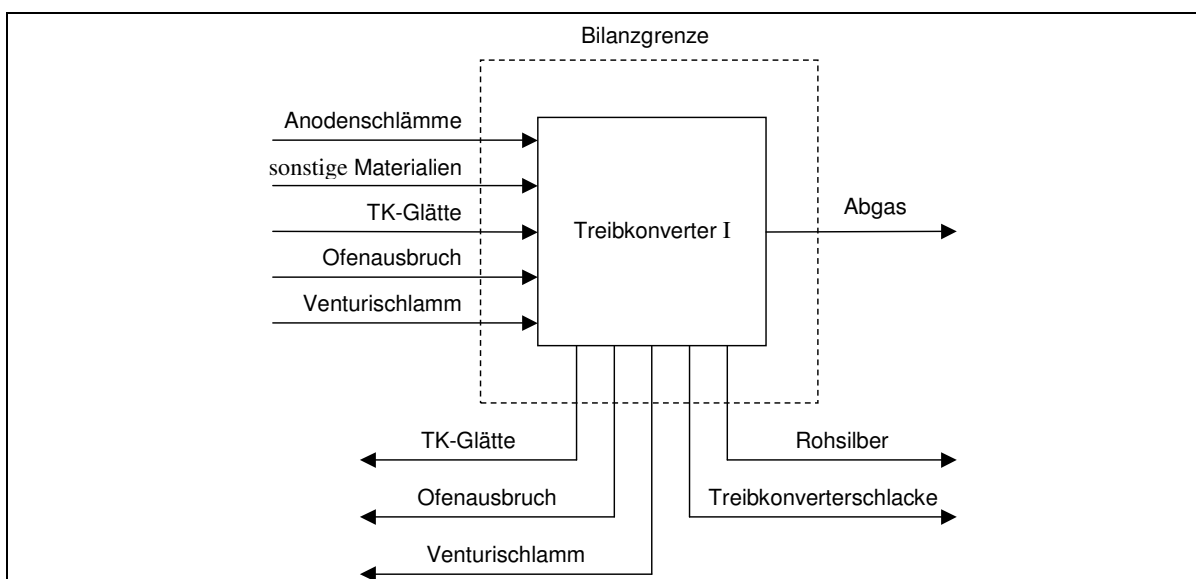 Bilanzgrenze
Anodenschlämme
sonstige Materialien
TK-Glätte
Ofenausbruch
Venturischlamm
Treibkonverter I
Abgas
TK-Glätte
Rohsilber
Ofenausbruch
Treibkonverterschlacke
Venturischlamm